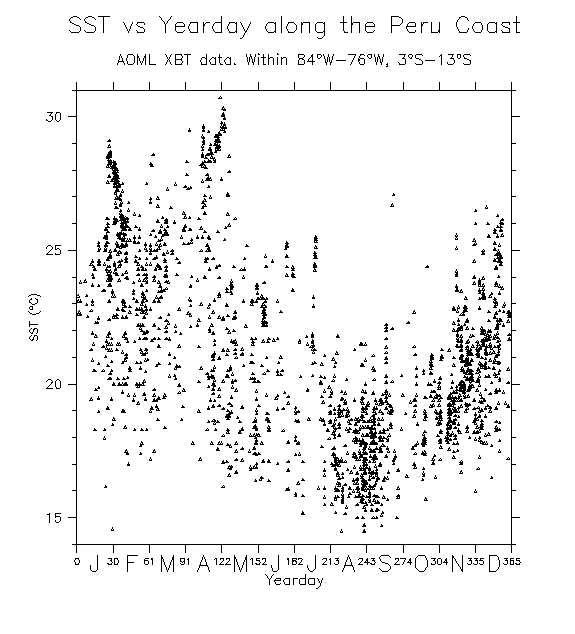 SST vs Yearday along the Peru Coast
AOML XBT data. Within 84°W−76°W, 3°S−13°S
30
25
20
15
SST (°C)
0 J 30 F 61 M 91 A 122 M 152 J 182 J 213 A 243 S 274 O 304 N 335 D 365
Yearday